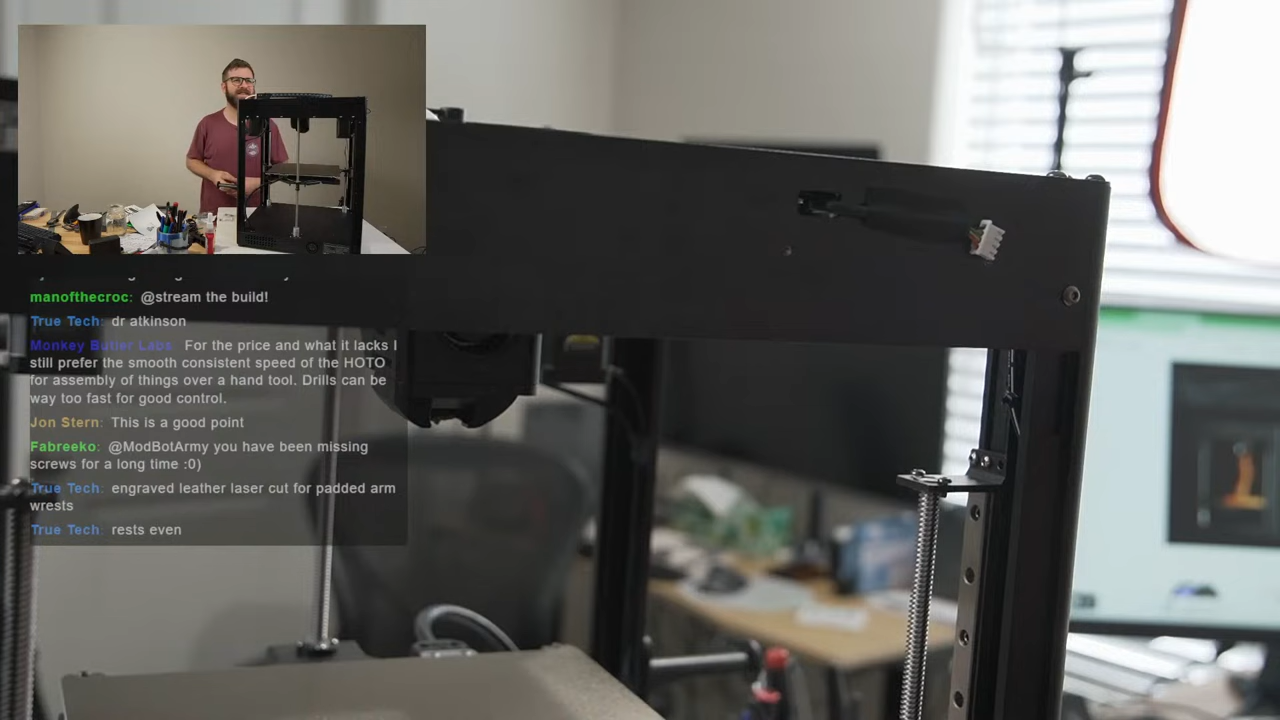 manofthecroc: @stream the build!
True Tech: dr atkinson
Monkey Butler Labs: For the price and what it lacks I
still prefer the smooth consistent speed of the HOTO
for assembly of things over a hand tool. Drills can be
way too fast for good control.
Jon Stern: This is a good point
Fabreeko: @ModBotArmy you have been missing
screws for a long time :0)
True Tech: engraved leather laser cut for padded arm
wrests
True Tech: rests even